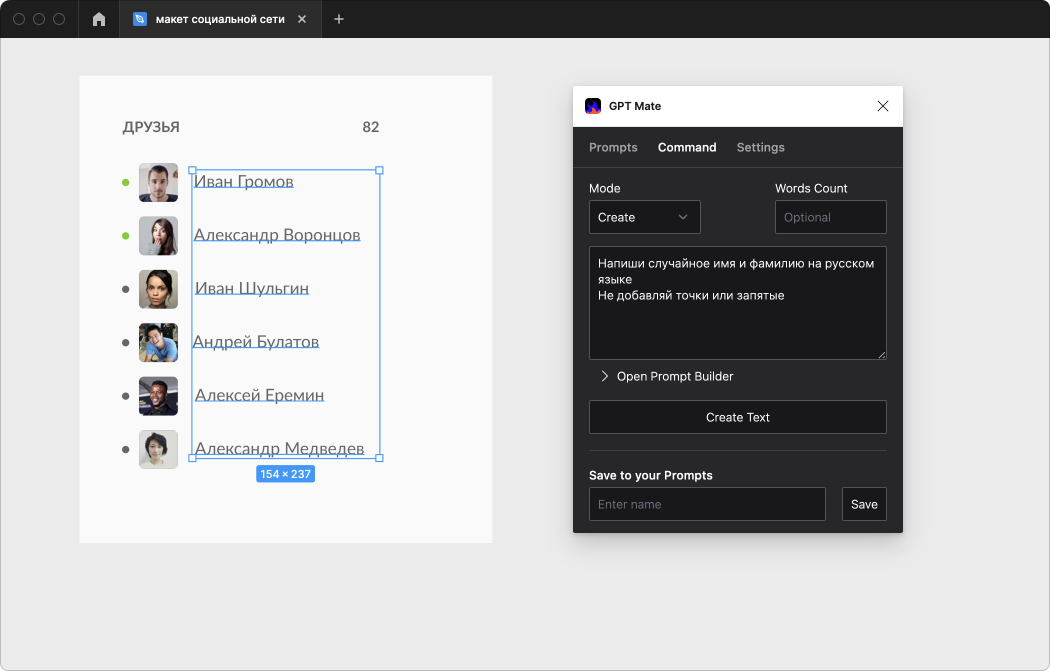 макет социальной сети
ДРУЗЬЯ 82
Иван Громов
Александр Воронцов
Иван Шульгин
Андрей Булатов
Алексей Еремин
Александр Медведев
154 × 237
GPT Mate
Prompts Command Settings
Mode Words Count
Create Optional
Напиши случайное имя и фамилию на русском
языке
Не добавляй точки или запятые
Open Prompt Builder
Create Text
Save to your Prompts
Enter name Save